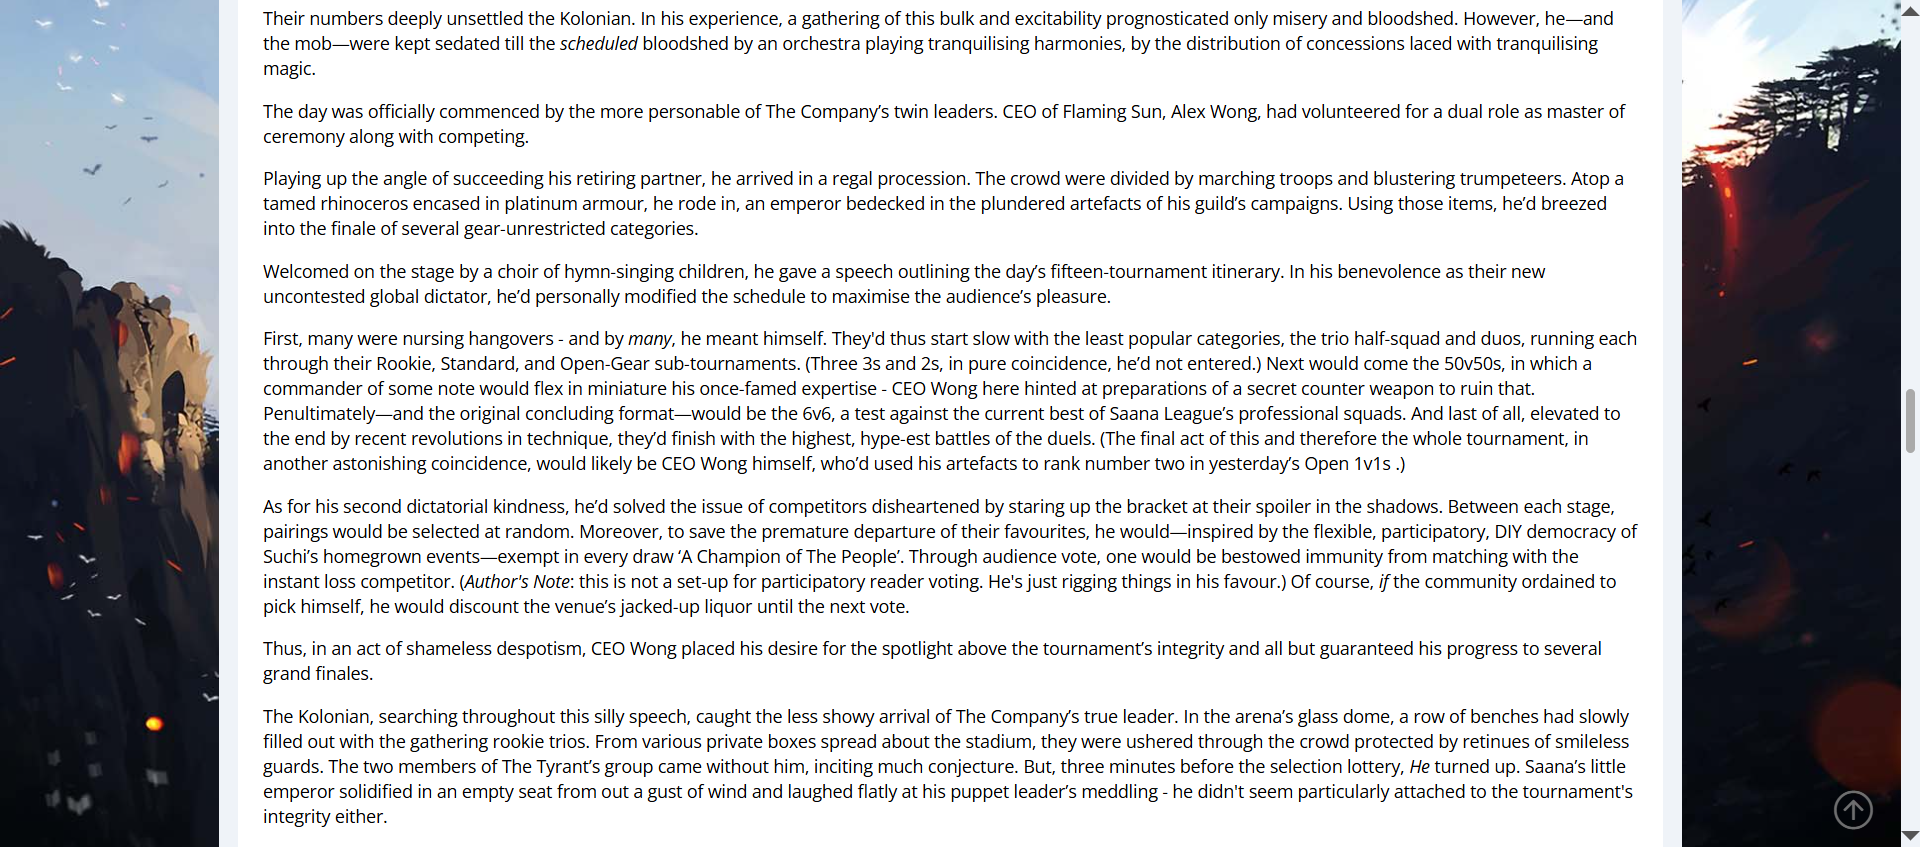 Their numbers deeply unsettled the Kolonian. In his experience, a gathering of this bulk and excitability prognosticated only misery and bloodshed. However, he—and
the mob—were kept sedated till the scheduled bloodshed by an orchestra playing tranquilising harmonies, by the distribution of concessions laced with tranquilising
magic.
The day was officially commenced by the more personable of The Company’s twin leaders. CEO of Flaming Sun, Alex Wong, had volunteered for a dual role as master of
ceremony along with competing.
Playing up the angle of succeeding his retiring partner, he arrived in a regal procession. The crowd were divided by marching troops and blustering trumpeteers. Atop a
tamed rhinoceros encased in platinum armour, he rode in, an emperor bedecked in the plundered artefacts of his guild’s campaigns. Using those items, he’d breezed
into the finale of several gear-unrestricted categories.
Welcomed on the stage by a choir of hymn-singing children, he gave a speech outlining the day’s fifteen-tournament itinerary. In his benevolence as their new
uncontested global dictator, he’d personally modified the schedule to maximise the audience’s pleasure.
First, many were nursing hangovers - and by many, he meant himself. They'd thus start slow with the least popular categories, the trio half-squad and duos, running each
through their Rookie, Standard, and Open-Gear sub-tournaments. (Three 3s and 2s, in pure coincidence, he’d not entered.) Next would come the 50v50s, in which a
commander of some note would flex in miniature his once-famed expertise - CEO Wong here hinted at preparations of a secret counter weapon to ruin that.
Penultimately—and the original concluding format—would be the 6v6, a test against the current best of Saana League’s professional squads. And last of all, elevated to
the end by recent revolutions in technique, they’d finish with the highest, hype-est battles of the duels. (The final act of this and therefore the whole tournament, in
another astonishing coincidence, would likely be CEO Wong himself, who’d used his artefacts to rank number two in yesterday’s Open 1v1s .)
As for his second dictatorial kindness, he’d solved the issue of competitors disheartened by staring up the bracket at their spoiler in the shadows. Between each stage,
pairings would be selected at random. Moreover, to save the premature departure of their favourites, he would—inspired by the flexible, participatory, DIY democracy of
Suchi’s homegrown events—exempt in every draw ‘A Champion of The People’. Through audience vote, one would be bestowed immunity from matching with the
instant loss competitor. (Author's Note: this is not a set-up for participatory reader voting. He's just rigging things in his favour.) Of course, if the community ordained to
pick himself, he would discount the venue’s jacked-up liquor until the next vote.
Thus, in an act of shameless despotism, CEO Wong placed his desire for the spotlight above the tournament’s integrity and all but guaranteed his progress to several
grand finales.
The Kolonian, searching throughout this silly speech, caught the less showy arrival of The Company’s true leader. In the arena’s glass dome, a row of benches had slowly
filled out with the gathering rookie trios. From various private boxes spread about the stadium, they were ushered through the crowd protected by retinues of smileless
guards. The two members of The Tyrant’s group came without him, inciting much conjecture. But, three minutes before the selection lottery, He turned up. Saana’s little
emperor solidified in an empty seat from out a gust of wind and laughed flatly at his puppet leader’s meddling - he didn't seem particularly attached to the tournament's
integrity either.